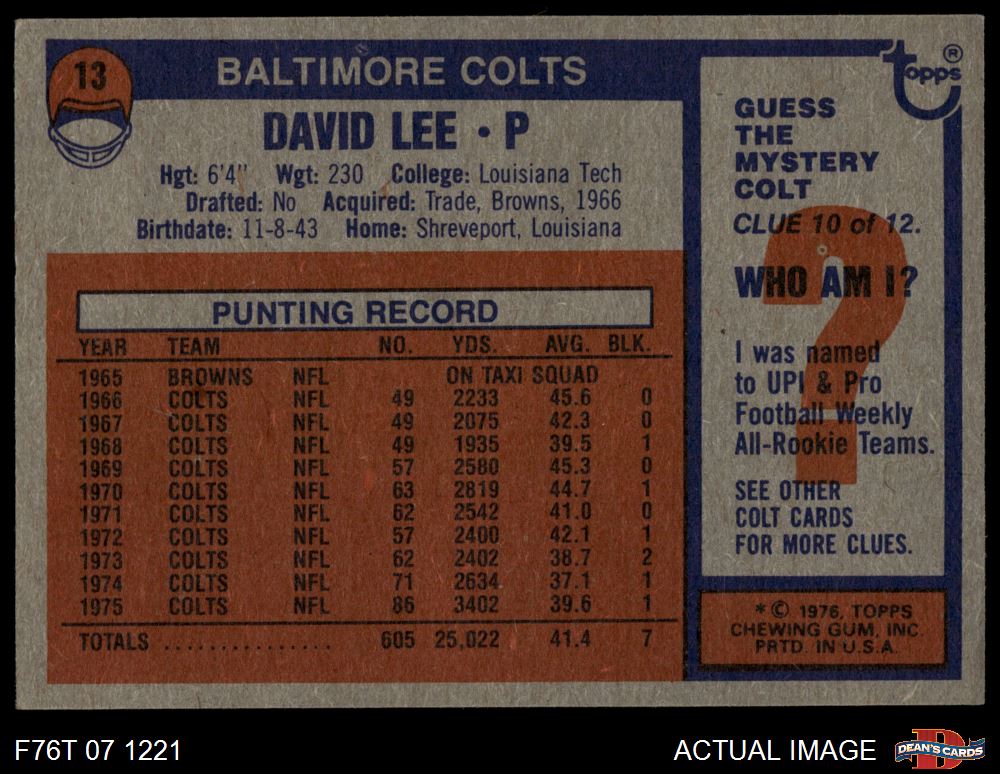 13
BALTIMORE COLTS
DAVID LEE • P
Hgt: 6'4" Wgt: 230 College: Louisiana Tech
Drafted: No Acquired: Trade, Browns, 1966
Birthdate: 11-8-43 Home: Shreveport, Louisiana
PUNTING RECORD
YEAR TEAM NO. YDS. AVG. BLK.
1965 BROWNS NFL ON TAXI SQUAD
1966 COLTS NFL 49 2233 45.6 0
1967 COLTS NFL 49 2075 42.3 0
1968 COLTS NFL 49 1935 39.5 1
1969 COLTS NFL 57 2580 45.3 0
1970 COLTS NFL 63 2819 44.7 1
1971 COLTS NFL 62 2542 41.0 0
1972 COLTS NFL 57 2400 42.1 1
1973 COLTS NFL 62 2402 38.7 2
1974 COLTS NFL 71 2634 37.1 1
1975 COLTS NFL 86 3402 39.6 1
TOTALS ............... 605 25,022 41.4 7
topps ®
GUESS
THE
MYSTERY
COLT
CLUE 10 of 12.
WHO AM I?
?
I was named
to UPI & Pro
Football Weekly
All-Rookie Teams.
SEE OTHER
COLT CARDS
FOR MORE CLUES.
* © 1976, TOPPS
CHEWING GUM, INC.
PRTD. IN U.S.A.
F76T 07 1221
ACTUAL IMAGE
D
DEAN'S CARDS